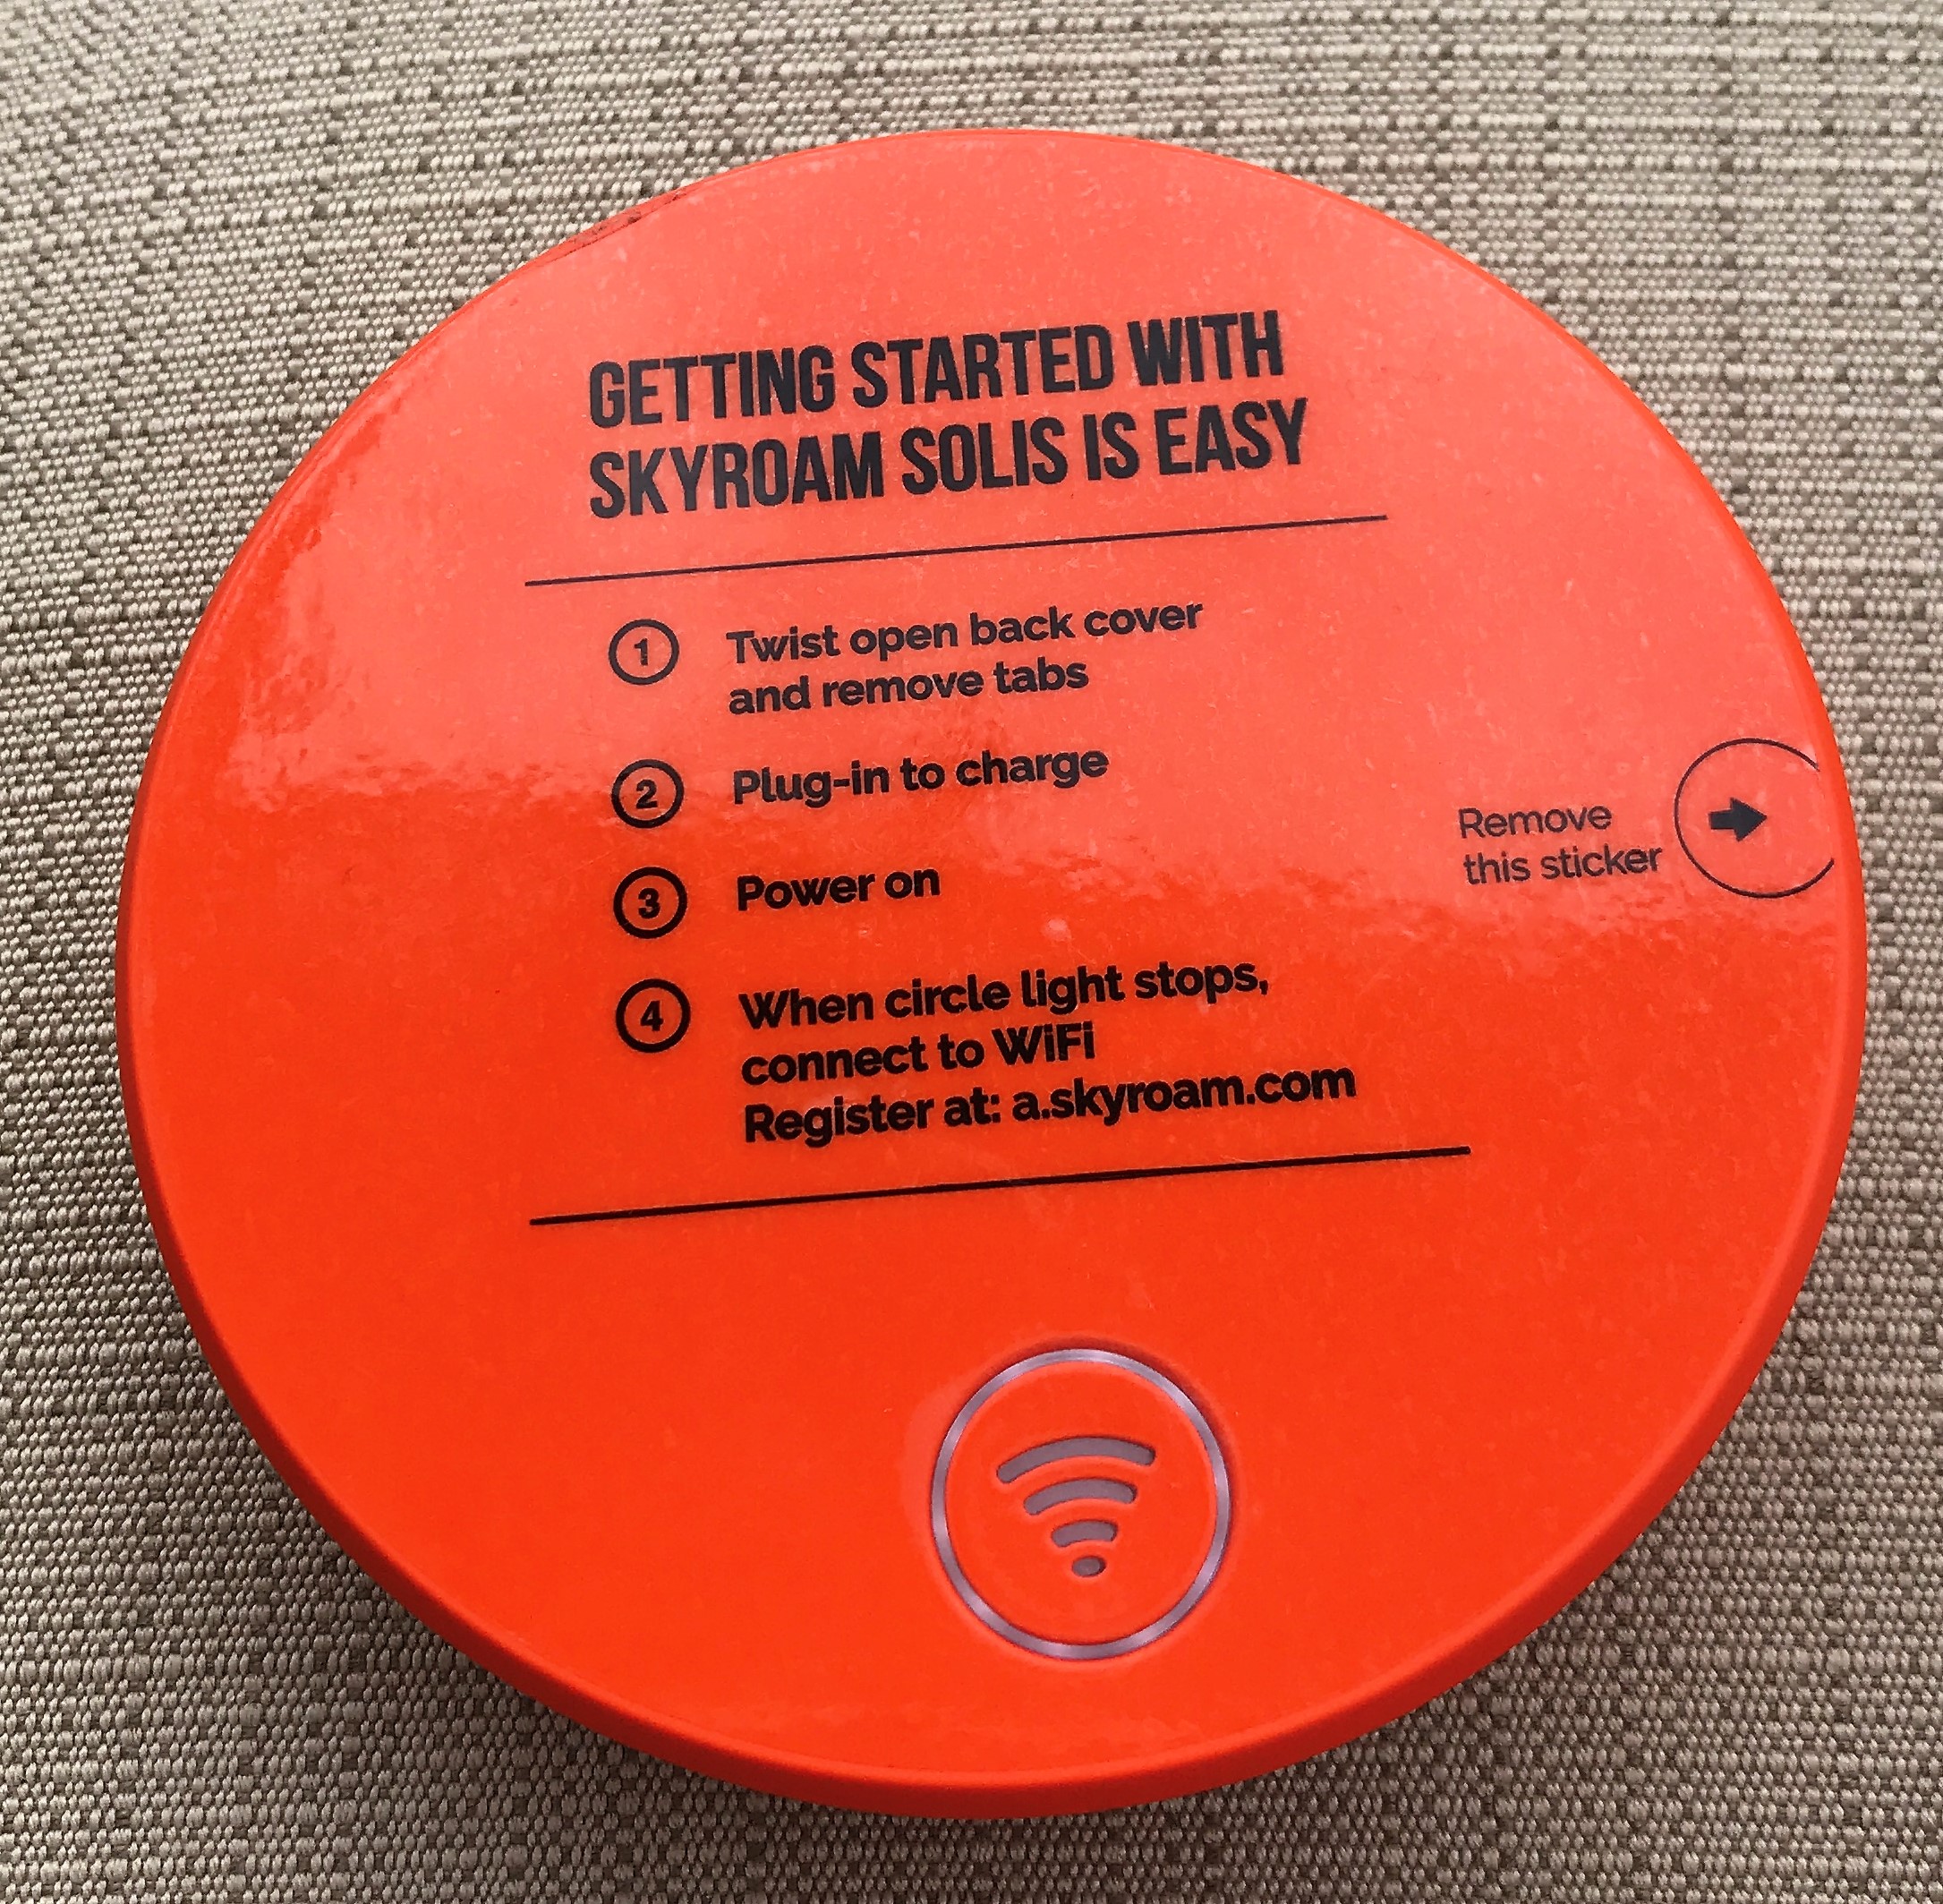 GETTING STARTED WITH
SKYROAM SOLIS IS EASY
1 Twist open back cover
and remove tabs
2 Plug-in to charge
3 Power on
4 When circle light stops,
connect to WiFi
Register at: a.skyroam.com
Remove
this sticker